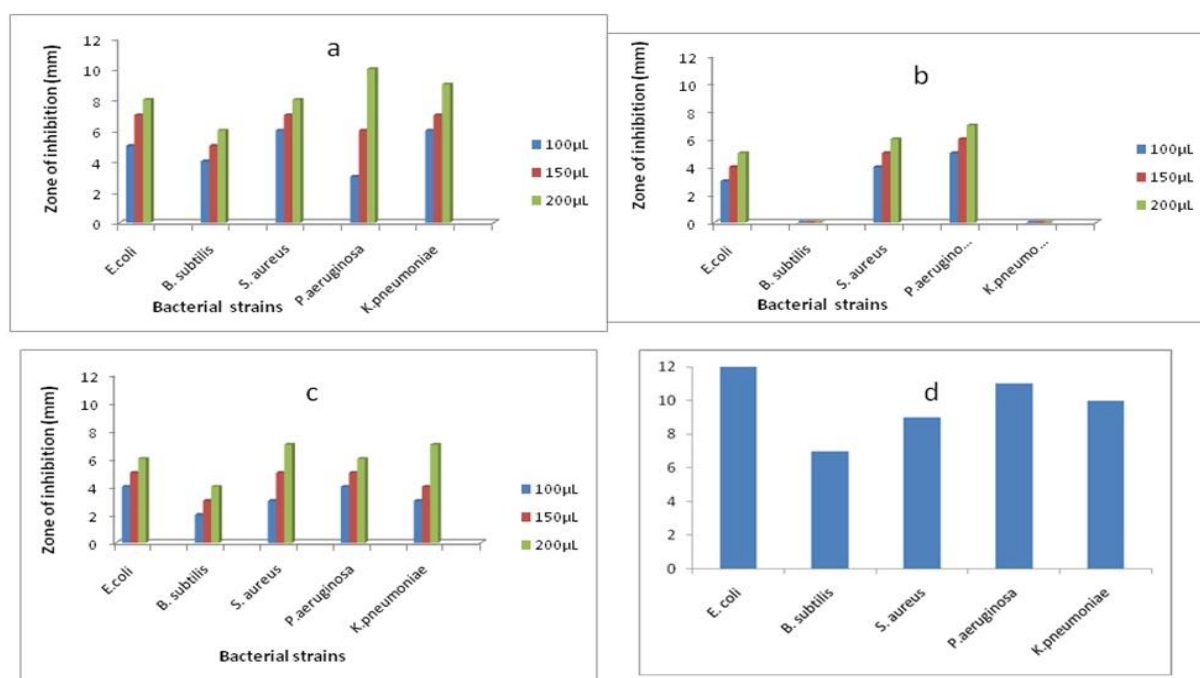 a
Zone of inhibition (mm)
12
10
8
6
4
2
0
E.coli
B. subtilis
S. aureus
P.aeruginosa
K.pneumoniae
Bacterial strains
100µL
150µL
200µL
b
Zone of inhibition (mm)
12
10
8
6
4
2
0
E.coli
B. subtilis
S. aureus
P.aerugino...
K.pneumo...
Bacterial strains
100µL
150µL
200µL
c
Zone of inhibition (mm)
12
10
8
6
4
2
0
E.coli
B. subtilis
S. aureus
P.aeruginosa
K.pneumoniae
Bacterial strains
100µL
150µL
200µL
d
12
10
8
6
4
2
0
E. coli
B. subtilis
S. aureus
P.aeruginosa
K.pneumoniae